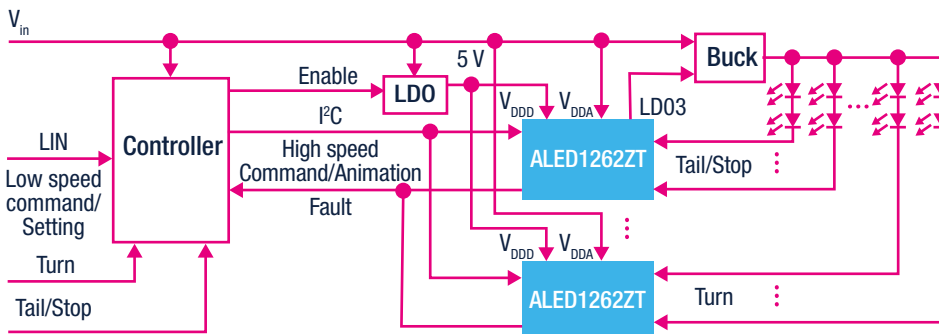 Vin
5 V
Buck
Enable
LDO
VDDD
VDDA
LD03
I²C
LIN
Controller
High speed
Command/Animation
ALED1262ZT
Tail/Stop
Low speed
command/
Setting
Fault
VDDD
VDDA
Turn
ALED1262ZT
Turn
Tail/Stop